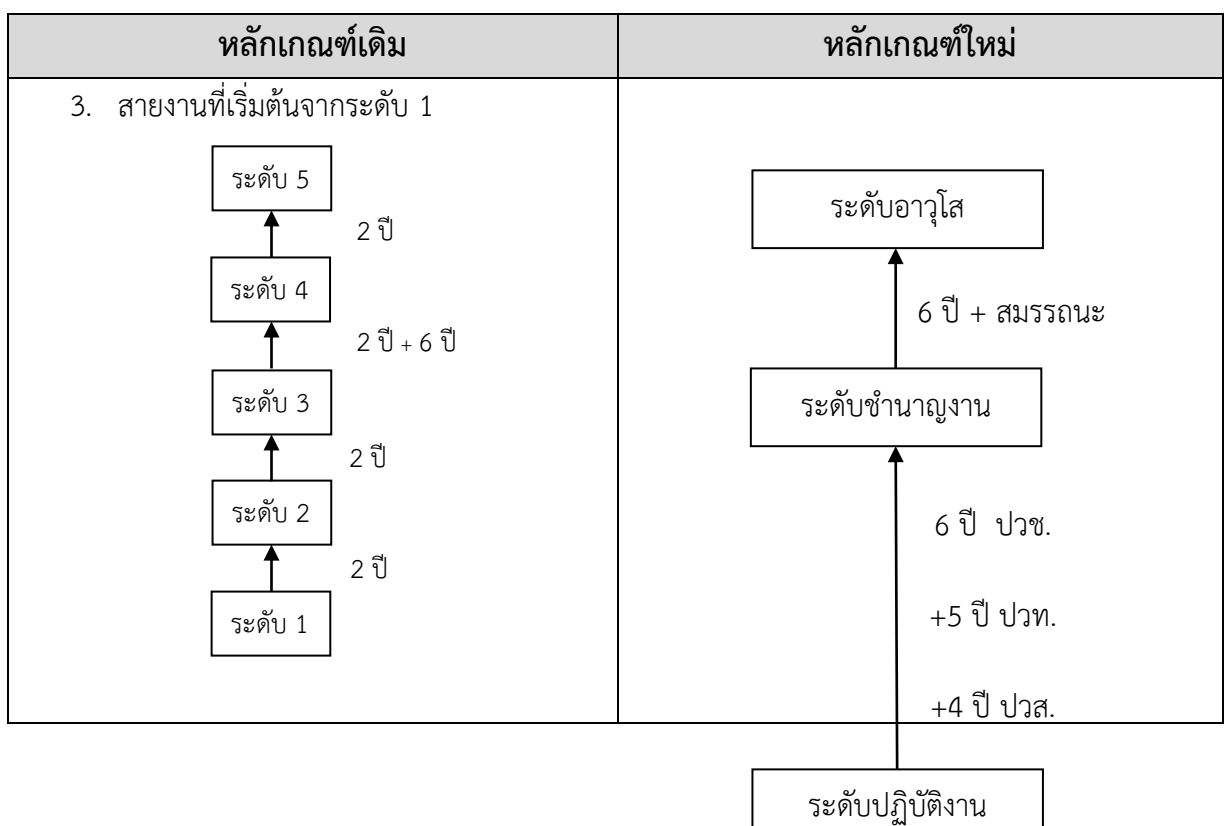 หลักเกณฑ์เดิม
หลักเกณฑ์ใหม่
3. สายงานที่เริ่มต้นจากระดับ 1
ระดับ 5
2 ปี
ระดับ 4
2 ปี + 6 ปี
ระดับ 3
2 ปี
ระดับ 2
2 ปี
ระดับ 1
ระดับอาวุโส
6 ปี + สมรรถนะ
ระดับชำนาญงาน
6 ปี ปวช.
+5 ปี ปวท.
+4 ปี ปวส.
ระดับปฏิบัติงาน